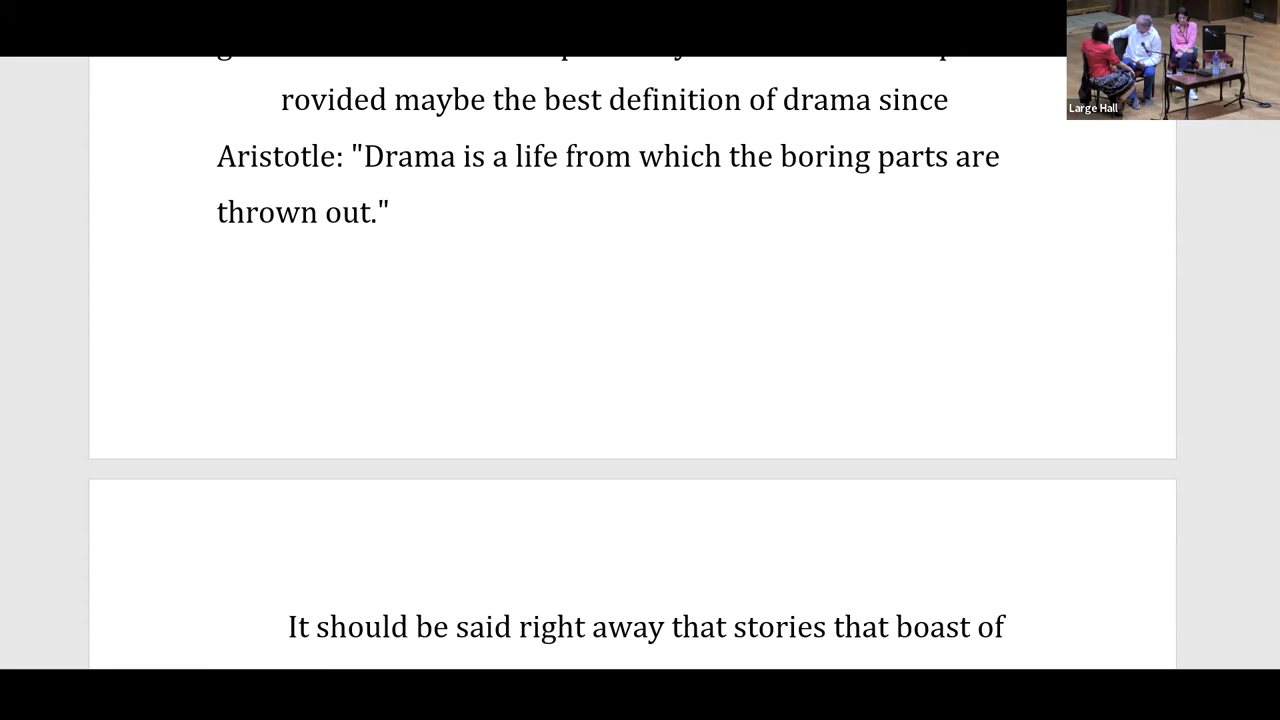 rovided maybe the best definition of drama since
Aristotle: "Drama is a life from which the boring parts are
thrown out."
It should be said right away that stories that boast of
Large Hall